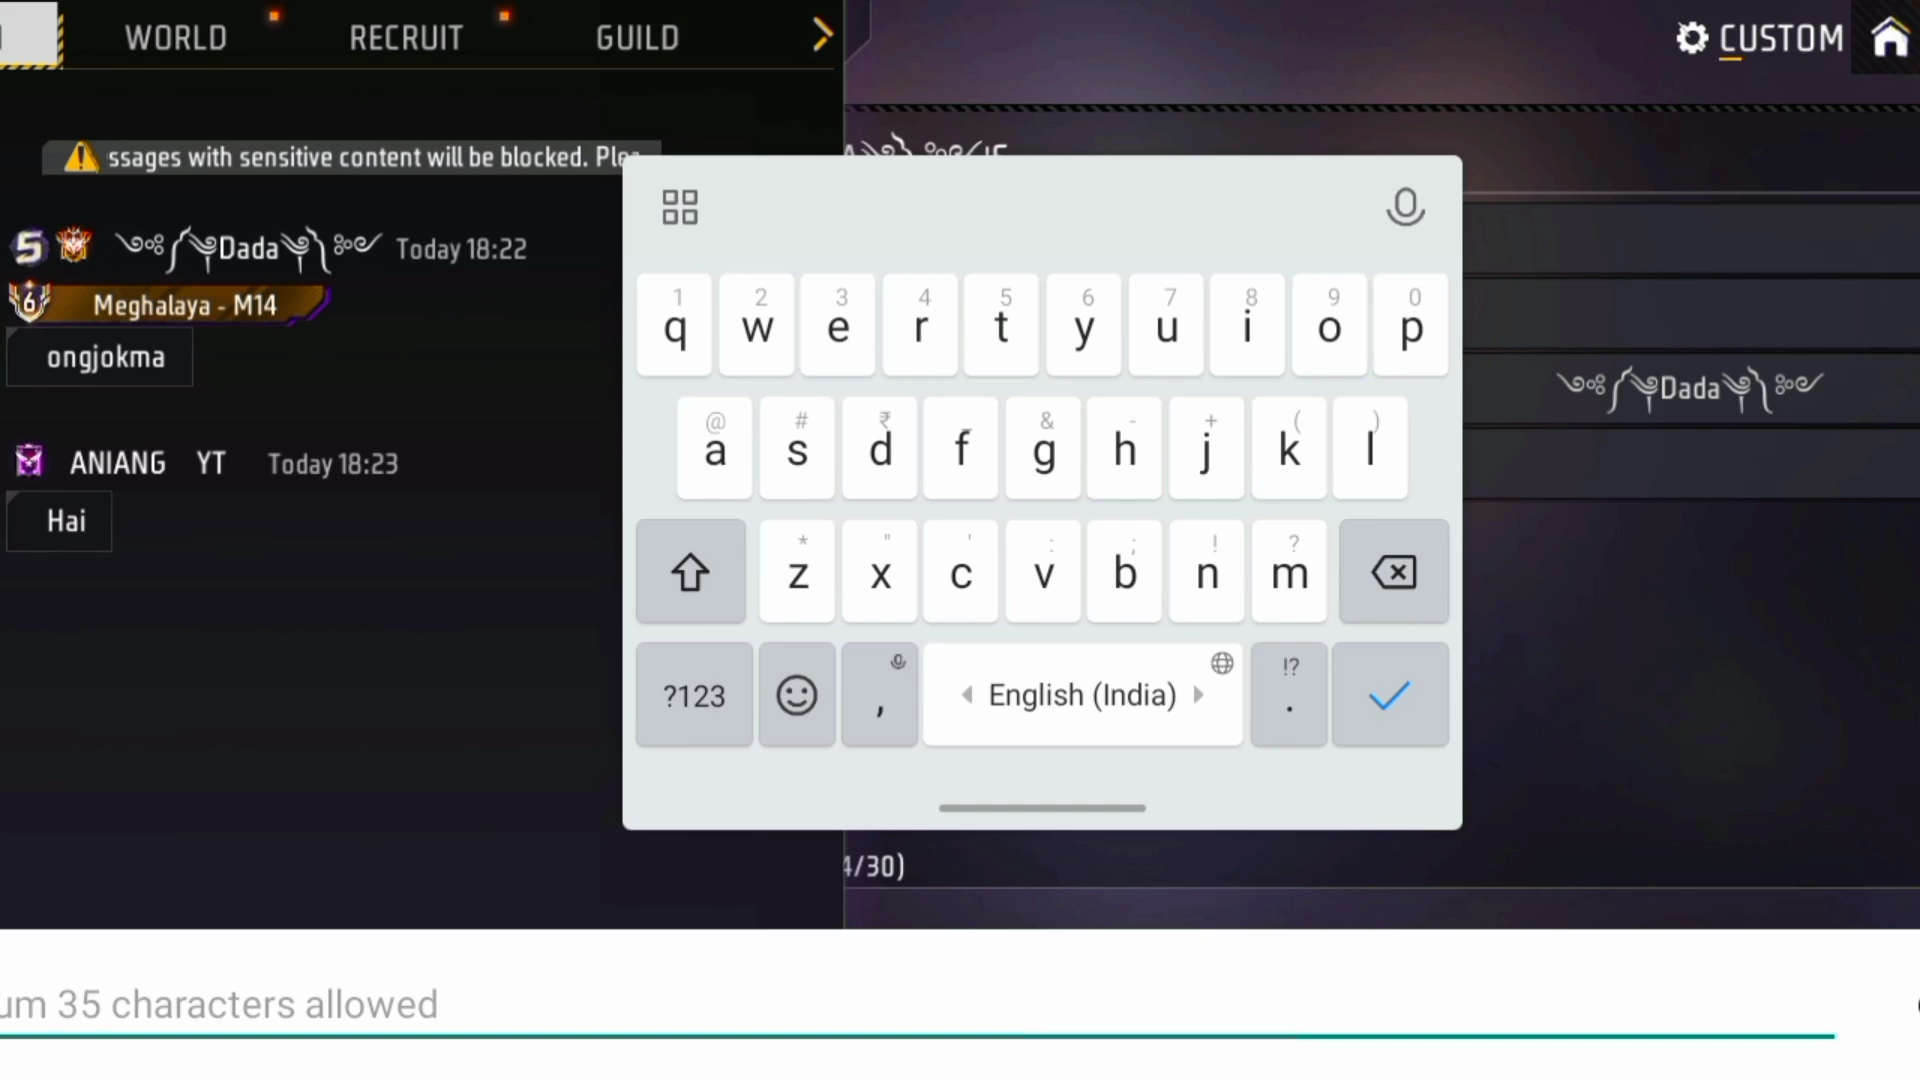 WORLD RECRUIT GUILD
CUSTOM
ssages with sensitive content will be blocked.
Dada Today 18:22
6 Meghalaya - M14
ongjokma
ANIANG YT Today 18:23
Hai
Dada
1 2 3 4 5 6 7 8 9 0
q w e r t y u i o p
@ # ₹ _ & - + ( )
a s d f g h j k l
* " ' : ; ! ?
z x c v b n m
?123 , English (India) !? .
4/30)
um 35 characters allowed